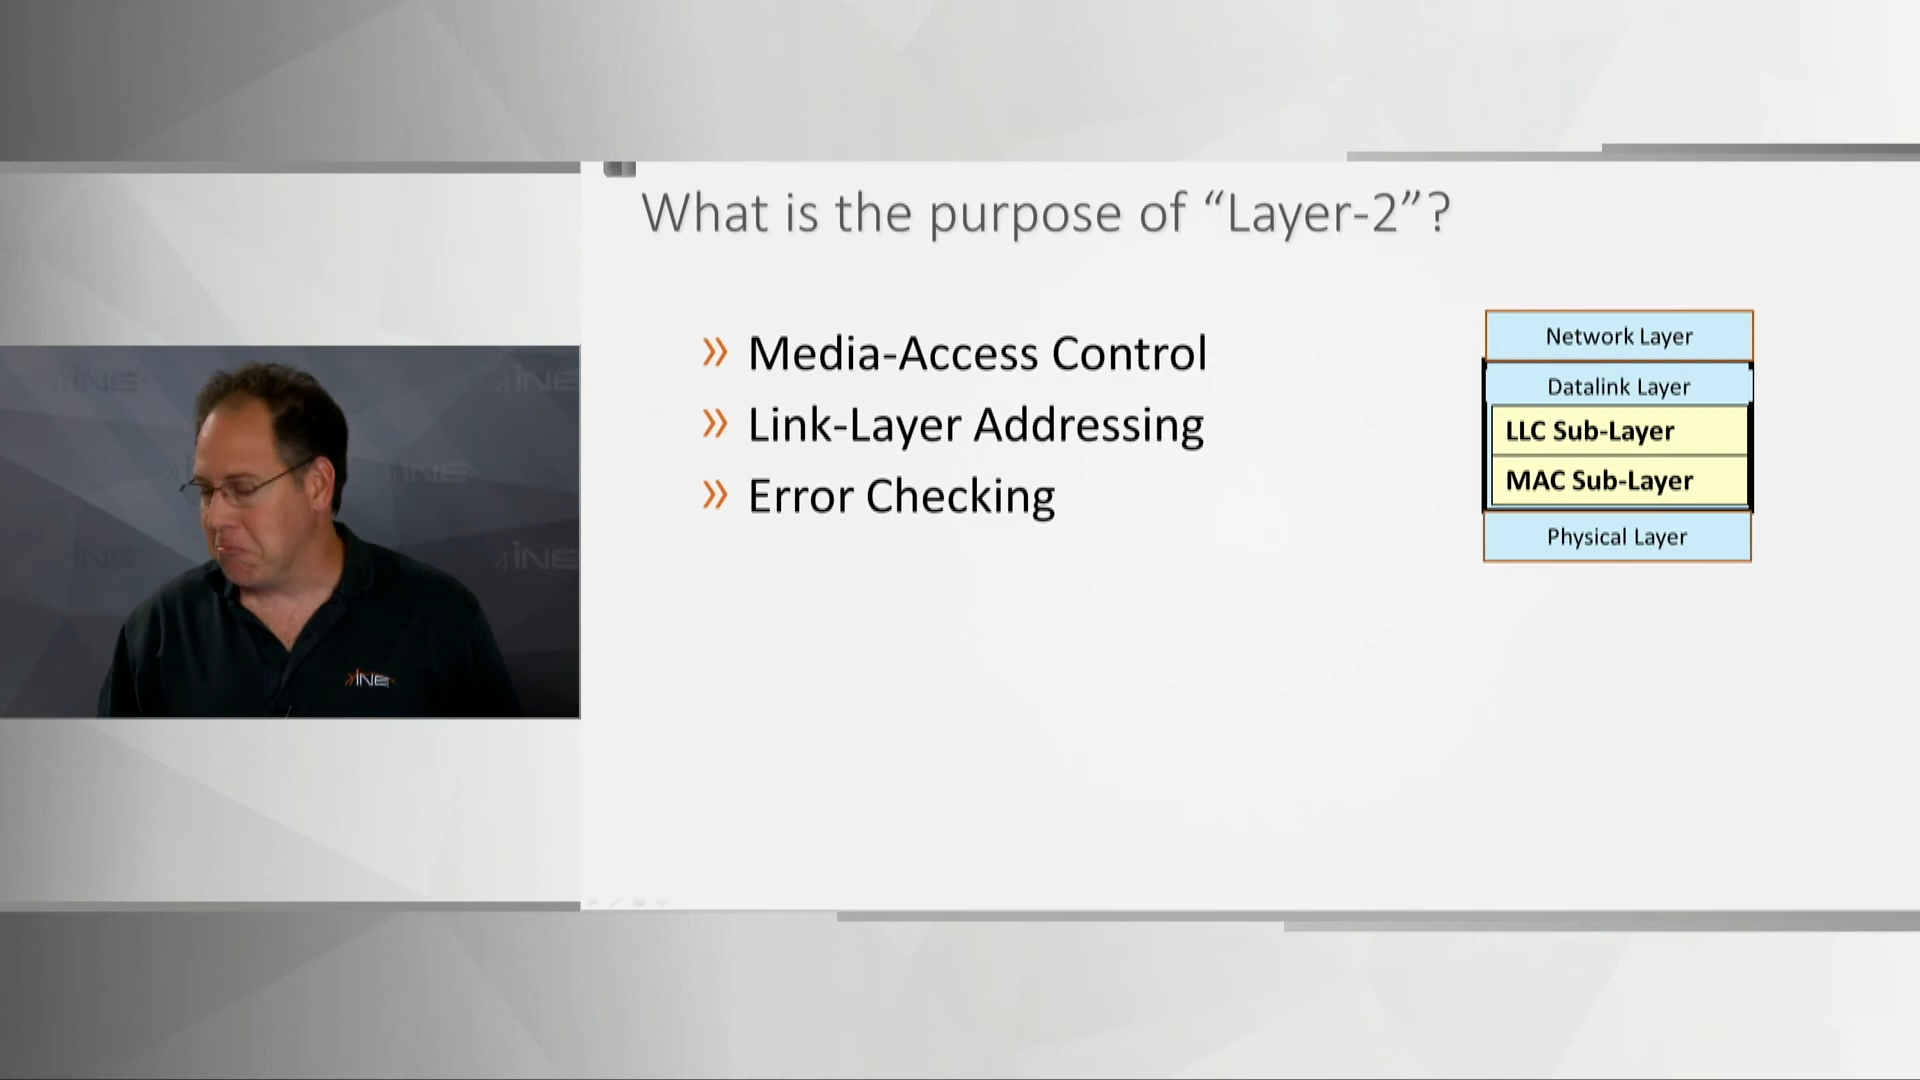 What is the purpose of “Layer-2”?
» Media-Access Control
» Link-Layer Addressing
» Error Checking
Network Layer
Datalink Layer
LLC Sub-Layer
MAC Sub-Layer
Physical Layer
INE
INE
INE
INE
INE
INE